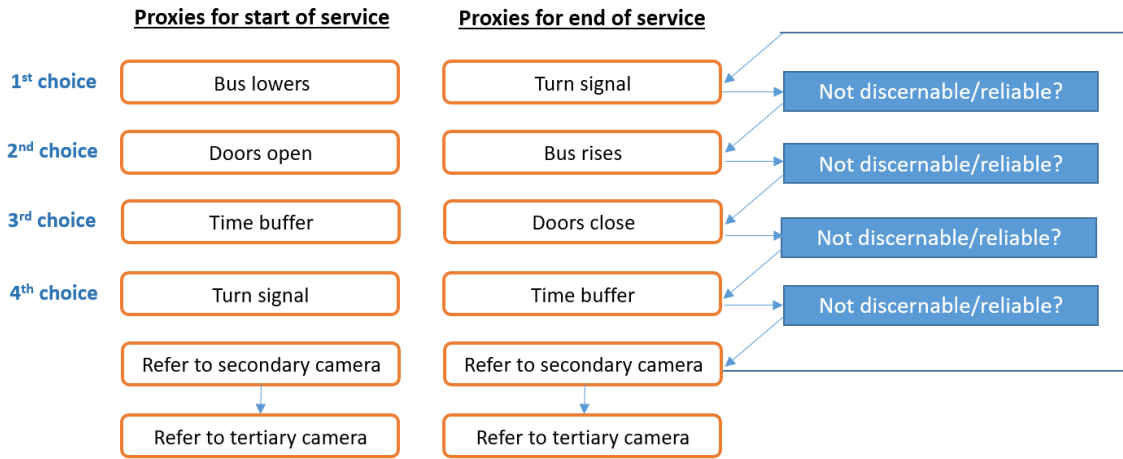 Proxies for start of service
Proxies for end of service
1st choice
Bus lowers
Turn signal
Not discernable/reliable?
2nd choice
Doors open
Bus rises
Not discernable/reliable?
3rd choice
Time buffer
Doors close
Not discernable/reliable?
4th choice
Turn signal
Time buffer
Not discernable/reliable?
Refer to secondary camera
Refer to secondary camera
Refer to tertiary camera
Refer to tertiary camera